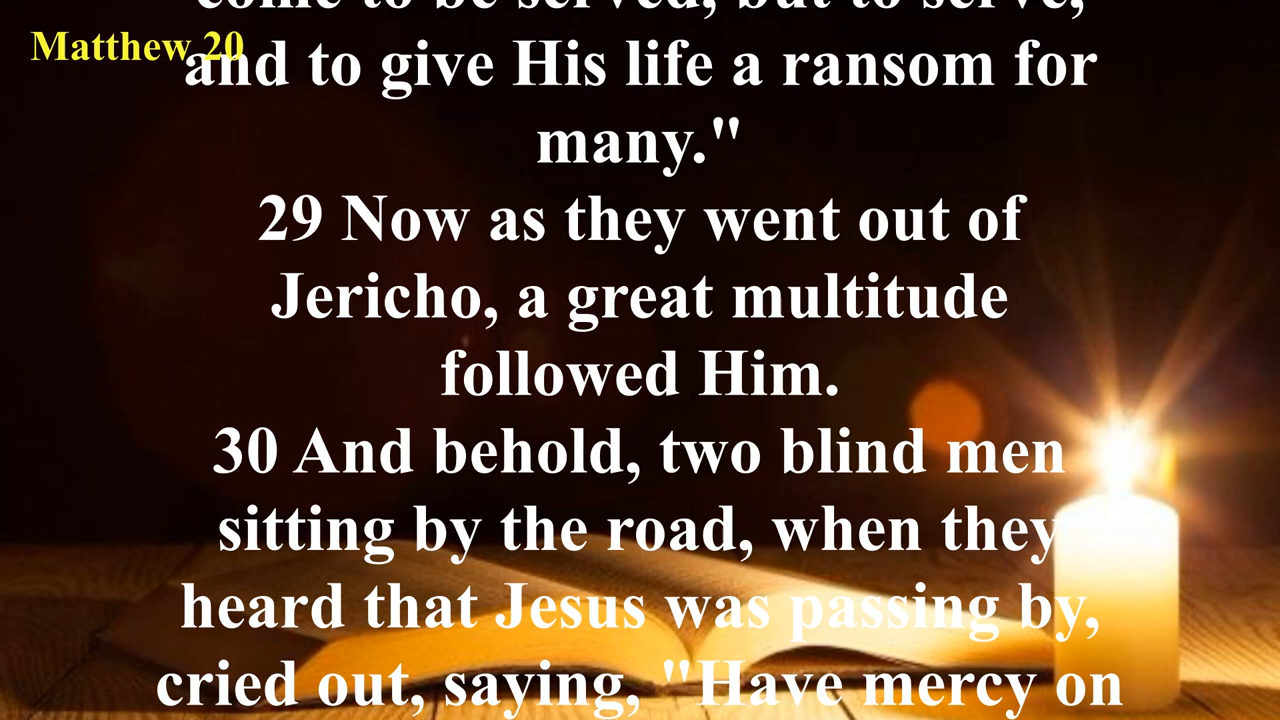 come to be served, but to serve,
Matthew 20
and to give His life a ransom for
many."
29 Now as they went out of
Jericho, a great multitude
followed Him.
30 And behold, two blind men
sitting by the road, when they
heard that Jesus was passing by,
cried out, saying, "Have mercy on